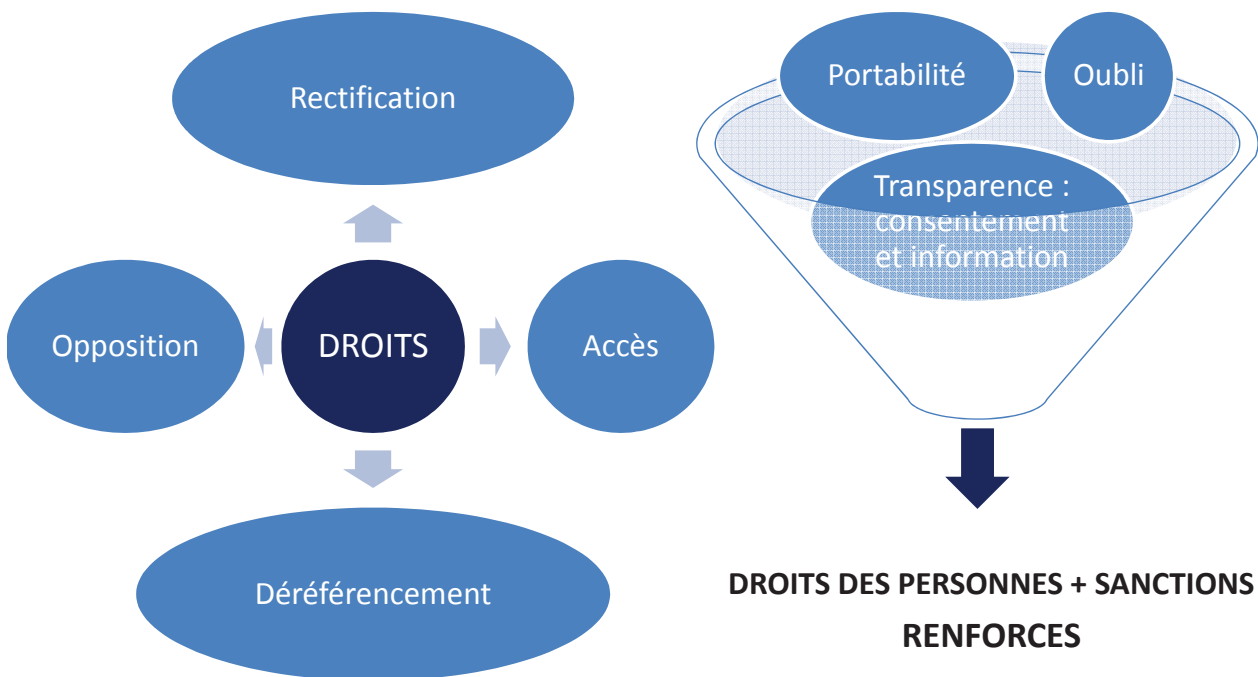 Rectification
Opposition
DROITS
Accès
Déréférencement
Portabilité
Oubli
Transparence :
consentement
et information
DROITS DES PERSONNES + SANCTIONS
RENFORCES